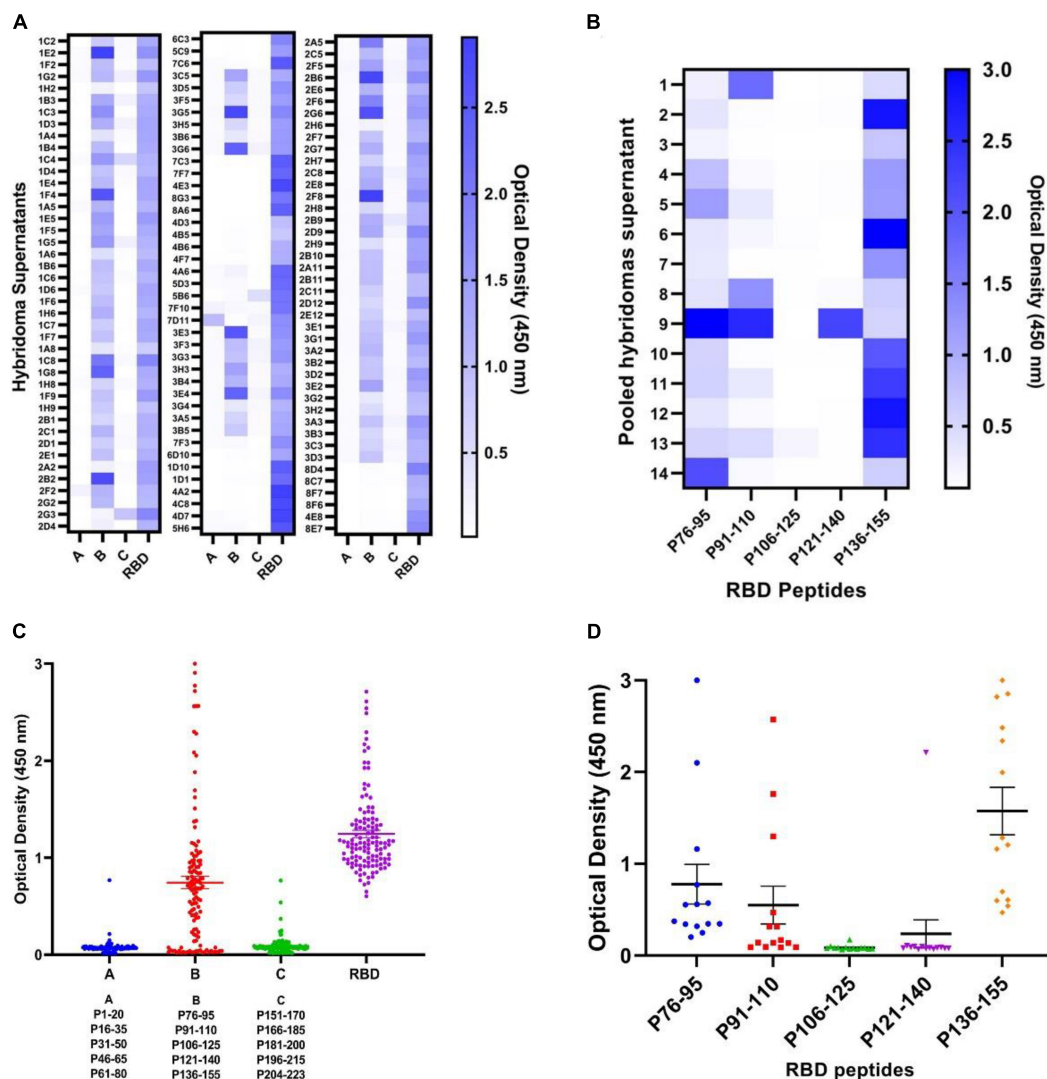 A
Hybridoma Supernatants
1C2
1E2
1F2
1G2
1H2
1B3
1C3
1D3
1A4
1B4
1C4
1D4
1E4
1F4
1A5
1E5
1F5
1G5
1A6
1B6
1C6
1D6
1F6
1H6
1C7
1F7
1A8
1C8
1G8
1H8
1F9
1H9
2B1
2C1
2D1
2E1
2A2
2B2
2F2
2G2
2G3
2D4
A B C RBD
6C3
5C9
7C6
3C5
3D5
3F5
3G5
3H5
3B6
3G6
7C3
7F7
4E3
8G3
8A6
4D3
4B5
4B6
4F7
4A6
5D3
5B6
7F10
7D11
3E3
3F3
3G3
3H3
3B4
3E4
3G4
3A5
3B5
7F3
6D10
1D10
1D1
4A2
4C8
4D7
5H6
A B C RBD
2A5
2C5
2F5
2B6
2E6
2F6
2G6
2H6
2F7
2G7
2H7
2C8
2E8
2F8
2H8
2B9
2D9
2H9
2B10
2A11
2B11
2C11
2D12
2E12
3E1
3G1
3A2
3B2
3D2
3E2
3G2
3H2
3A3
3B3
3C3
3D3
8D4
8C7
8F7
8F6
4E8
8E7
A B C RBD
2.5
2.0
1.5
1.0
0.5
Optical Density (450 nm)
B
Pooled hybridomas supernatant
1
2
3
4
5
6
7
8
9
10
11
12
13
14
P76-95 P91-110 P106-125 P121-140 P136-155
RBD Peptides
3.0
2.5
2.0
1.5
1.0
0.5
Optical Density (450 nm)
C
Optical Density (450 nm)
3
2
1
0
A B C RBD
A B C
P1-20 P76-95 P151-170
P16-35 P91-110 P166-185
P31-50 P106-125 P181-200
P46-65 P121-140 P196-215
P61-80 P136-155 P204-223
D
Optical Density (450 nm)
3
2
1
0
P76-95 P91-110 P106-125 P121-140 P136-155
RBD peptides